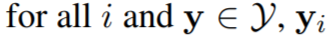 for all i and y ∈ 𝒴, y_i